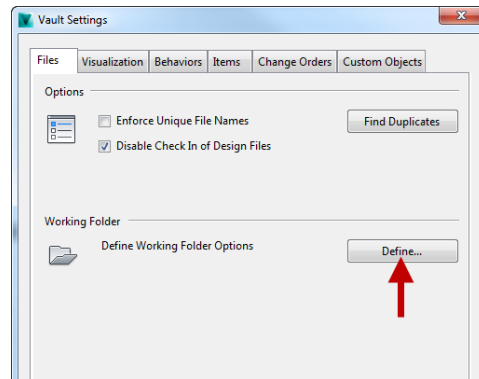 Vault Settings
Files Visualization Behaviors Items Change Orders Custom Objects
Options
Enforce Unique File Names Find Duplicates
Disable Check In of Design Files
Working Folder
Define Working Folder Options Define...